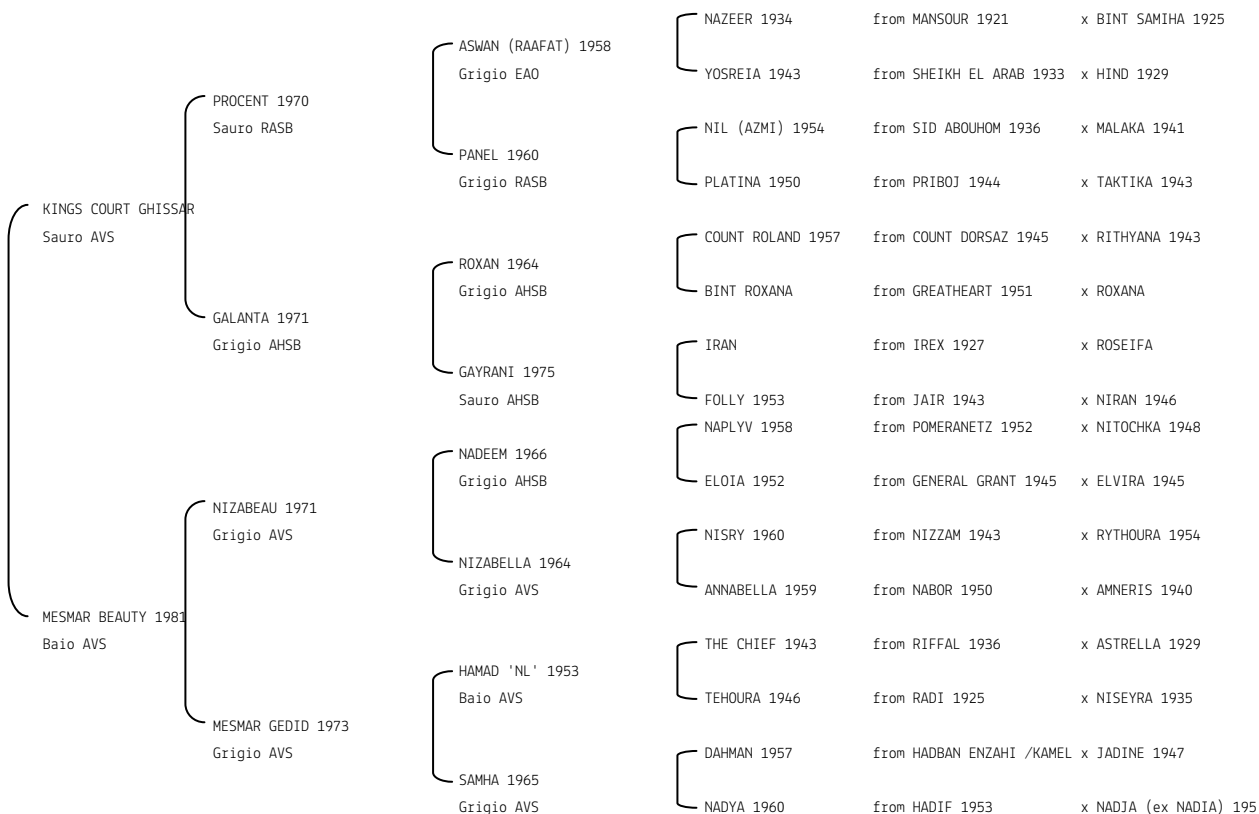 NAZEER 1934 from MANSOUR 1921 x BINT SAMIHA 1925
ASWAN (RAAFAT) 1958
Grigio EAO YOSREIA 1943 from SHEIKH EL ARAB 1933 x HIND 1929
PROCENT 1970
Sauro RASB NIL (AZMI) 1954 from SID ABOUHOM 1936 x MALAKA 1941
PANEL 1960
Grigio RASB PLATINA 1950 from PRIBOJ 1944 x TAKTIKA 1943
KINGS COURT GHISSAR
Sauro AVS COUNT ROLAND 1957 from COUNT DORSAZ 1945 x RITHYANA 1943
ROXAN 1964
Grigio AHSB BINT ROXANA from GREATHEART 1951 x ROXANA
GALANTA 1971
Grigio AHSB IRAN from IREX 1927 x ROSEIFA
GAYRANI 1975
Sauro AHSB FOLLY 1953 from JAIR 1943 x NIRAN 1946
NAPLYV 1958 from POMERANETZ 1952 x NITOCHKA 1948
NADEEM 1966
Grigio AHSB ELOIA 1952 from GENERAL GRANT 1945 x ELVIRA 1945
NIZABEAU 1971
Grigio AVS NISRY 1960 from NIZZAM 1943 x RYTHOURA 1954
NIZABELLA 1964
Grigio AVS ANNABELLA 1959 from NABOR 1950 x AMNERIS 1940
MESMAR BEAUTY 1981
Baio AVS THE CHIEF 1943 from RIFFAL 1936 x ASTRELLA 1929
HAMAD 'NL' 1953
Baio AVS TEHOURA 1946 from RADI 1925 x NISEYRA 1935
MESMAR GEDID 1973
Grigio AVS DAHMAN 1957 from HADBAN ENZAHI /KAMEL x JADINE 1947
SAMHA 1965
Grigio AVS NADYA 1960 from HADIF 1953 x NADJA (ex NADIA) 195